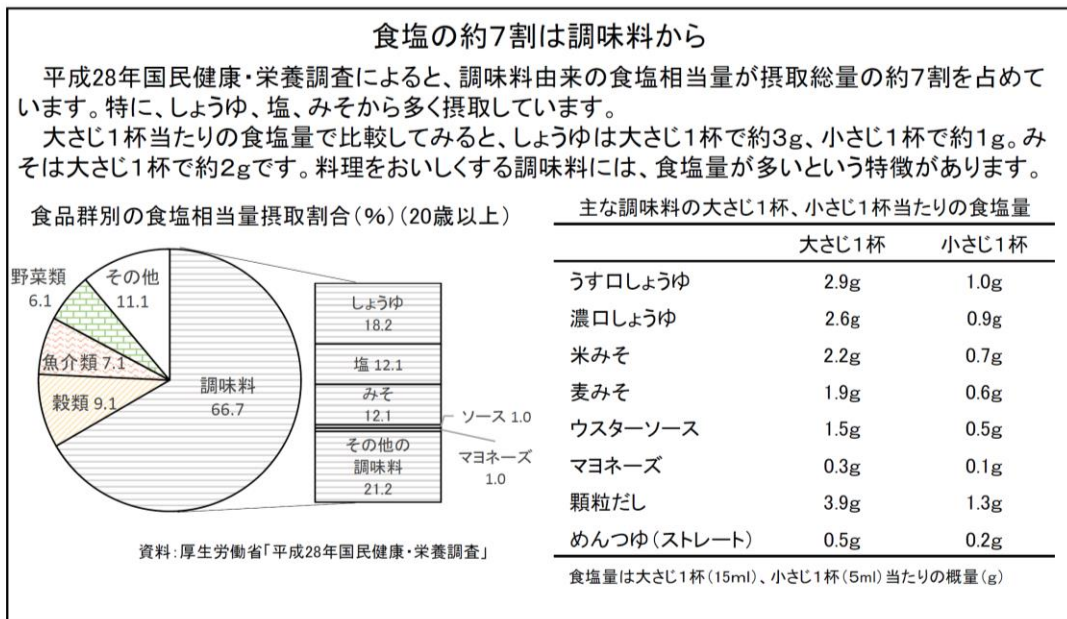 食塩の約7割は調味料から
平成28年国民健康・栄養調査によると、調味料由来の食塩相当量が摂取総量の約7割を占めて
います。特に、しょうゆ、塩、みそから多く摂取しています。
大さじ1杯当たりの食塩量で比較してみると、しょうゆは大さじ1杯で約3g、小さじ1杯で約1g。み
そは大さじ1杯で約2gです。料理をおいしくする調味料には、食塩量が多いという特徴があります。
食品群別の食塩相当量摂取割合(%)(20歳以上)
野菜類
6.1
その他
11.1
魚介類 7.1
穀類 9.1
調味料
66.7
しょうゆ
18.2
塩 12.1
みそ
12.1
ソース 1.0
マヨネーズ
1.0
その他の
調味料
21.2
資料:厚生労働省「平成28年国民健康・栄養調査」
主な調味料の大さじ1杯、小さじ1杯当たりの食塩量
大さじ1杯 小さじ1杯
うす口しょうゆ 2.9g 1.0g
濃口しょうゆ 2.6g 0.9g
米みそ 2.2g 0.7g
麦みそ 1.9g 0.6g
ウスターソース 1.5g 0.5g
マヨネーズ 0.3g 0.1g
顆粒だし 3.9g 1.3g
めんつゆ(ストレート) 0.5g 0.2g
食塩量は大さじ1杯(15ml)、小さじ1杯(5ml)当たりの概量(g)